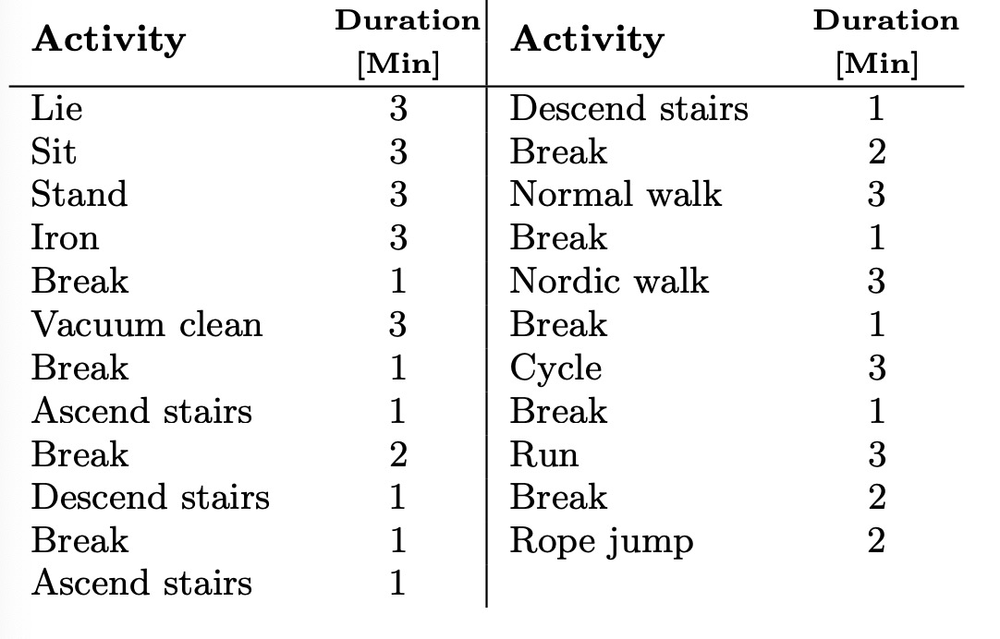 Activity Duration [Min] Activity Duration [Min]
Lie 3 Descend stairs 1
Sit 3 Break 2
Stand 3 Normal walk 3
Iron 3 Break 1
Break 1 Nordic walk 3
Vacuum clean 3 Break 1
Break 1 Cycle 3
Ascend stairs 1 Break 1
Break 2 Run 3
Descend stairs 1 Break 2
Break 1 Rope jump 2
Ascend stairs 1